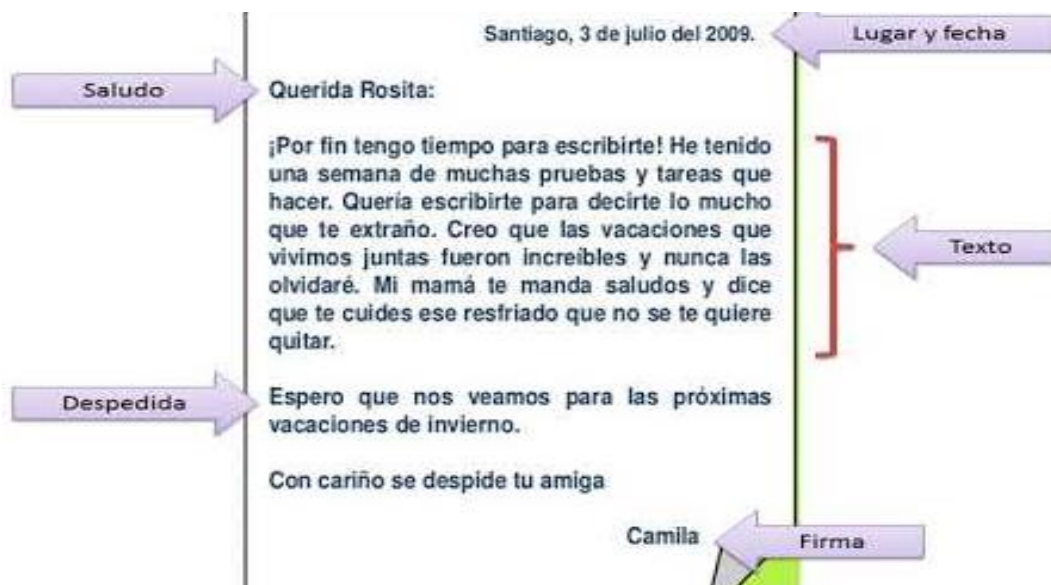 Santiago, 3 de julio del 2009.
Lugar y fecha
Saludo
Querida Rosita:
¡Por fin tengo tiempo para escribirte! He tenido
una semana de muchas pruebas y tareas que
hacer. Quería escribirte para decirte lo mucho
que te extraño. Creo que las vacaciones que
vivimos juntas fueron increíbles y nunca las
olvidaré. Mi mamá te manda saludos y dice
que te cuides ese resfriado que no se te quiere
quitar.
Texto
Despedida
Espero que nos veamos para las próximas
vacaciones de invierno.
Con cariño se despide tu amiga
Camila
Firma